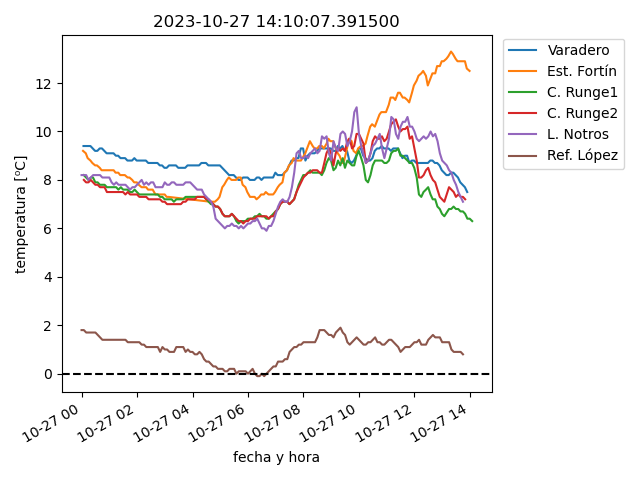 2023-10-27 14:10:07.391500
temperatura [ºC]
12
10
8
6
4
2
0
10-27 00
10-27 02
10-27 04
10-27 06
10-27 08
10-27 10
10-27 12
10-27 14
fecha y hora
Varadero
Est. Fortín
C. Runge1
C. Runge2
L. Notros
Ref. López